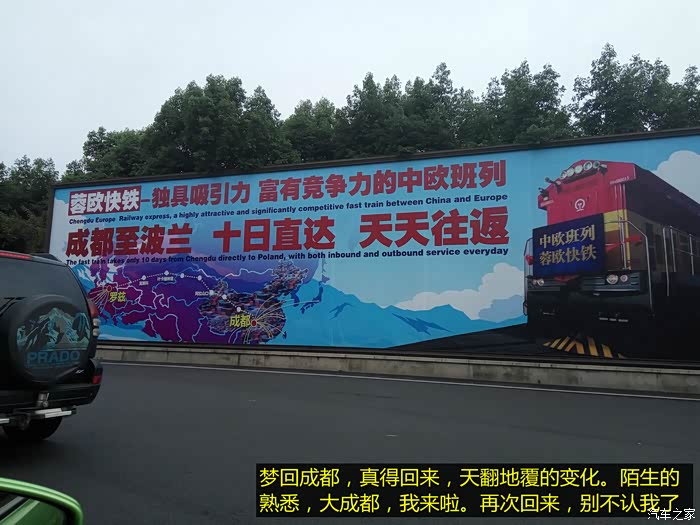 蓉欧快铁-独具吸引力 富有竞争力的中欧班列
Chengdu Europe Railway express, a highly attractive and significantly competitive fast train between China and Europe
成都至波兰 十日直达 天天往返
The fast train takes only 10 days from Chengdu directly to Poland, with both inbound and outbound service everyday
罗兹
成都
中欧班列
蓉欧快铁
PRADO
梦回成都，真得回来，天翻地覆的变化。陌生的
熟悉，大成都，我来啦。再次回来，别不认我了
汽车之家